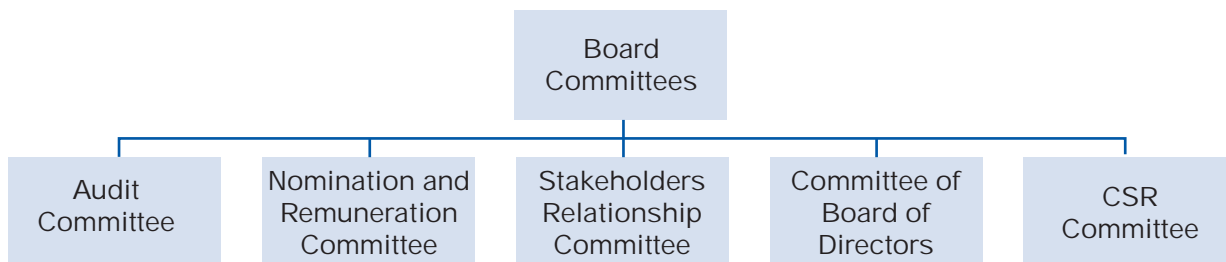 Board
Committees
Audit
Committee
Nomination and
Remuneration
Committee
Stakeholders
Relationship
Committee
Committee of
Board of
Directors
CSR
Committee